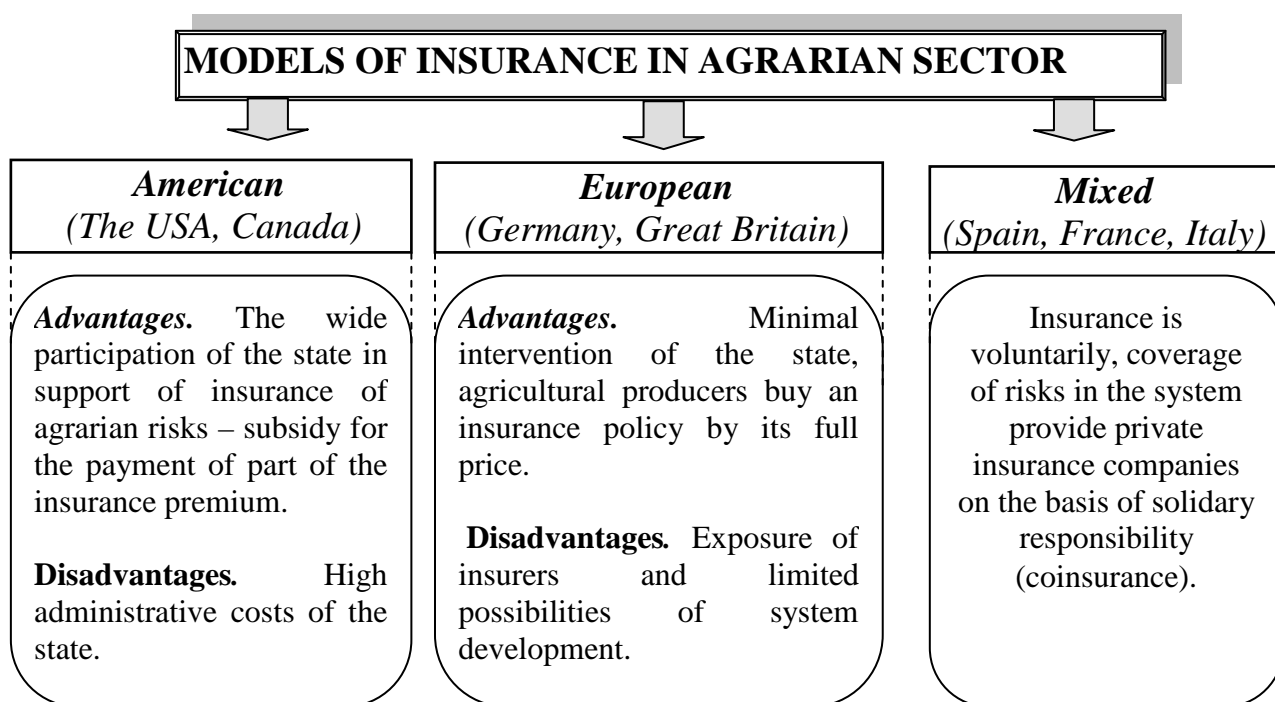 MODELS OF INSURANCE IN AGRARIAN SECTOR
American
(The USA, Canada)
Advantages. The wide
participation of the state in
support of insurance of
agrarian risks – subsidy for
the payment of part of the
insurance premium.
Disadvantages. High
administrative costs of the
state.
European
(Germany, Great Britain)
Advantages. Minimal
intervention of the state,
agricultural producers buy an
insurance policy by its full
price.
Disadvantages. Exposure of
insurers and limited
possibilities of system
development.
Mixed
(Spain, France, Italy)
Insurance is
voluntarily, coverage
of risks in the system
provide private
insurance companies
on the basis of solidary
responsibility
(coinsurance).